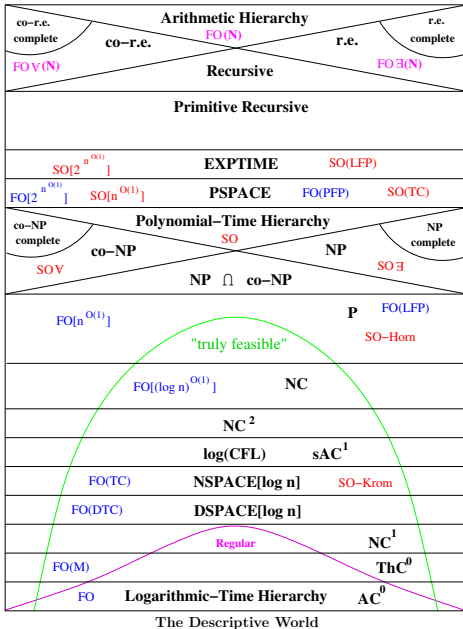 Arithmetic Hierarchy
co-r.e.
complete
co-r.e.
FO(N)
r.e.
r.e.
complete
FO∀(N)
FO∃(N)
Recursive
Primitive Recursive
SO[2^n^O(1)] EXPTIME SO(LFP)
FO[2^n^O(1)] SO[n^O(1)] PSPACE FO(PFP) SO(TC)
Polynomial-Time Hierarchy
co-NP
complete
co-NP
SO
NP
NP
complete
SO∀
SO∃
NP ∩ co-NP
FO[n^O(1)] P FO(LFP)
"truly feasible" SO-Horn
FO[(log n)^O(1)] NC
NC^2
log(CFL) sAC^1
FO(TC) NSPACE[log n] SO-Krom
FO(DTC) DSPACE[log n]
Regular NC^1
FO(M) ThC^0
FO Logarithmic-Time Hierarchy AC^0
The Descriptive World